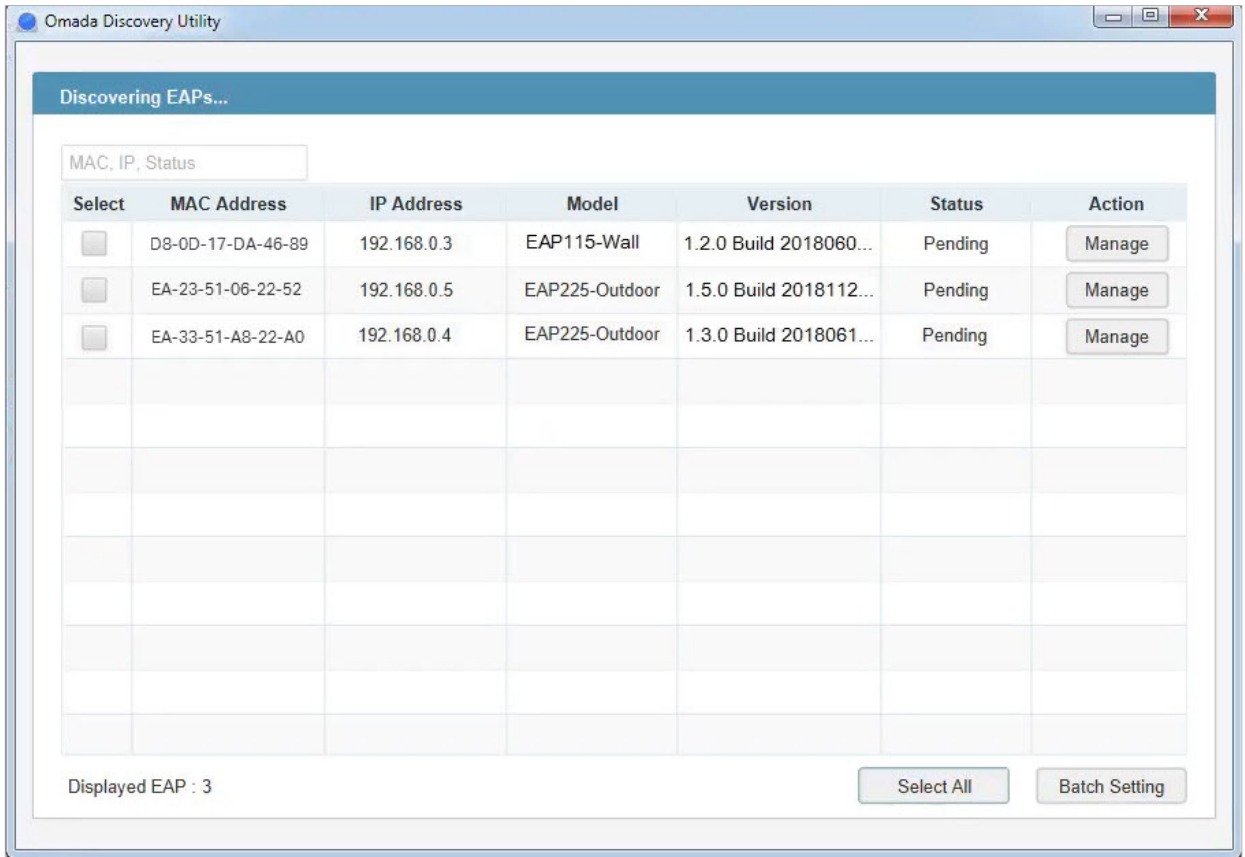 Omada Discovery Utility
Discovering EAPs...
MAC, IP, Status
Select MAC Address IP Address Model Version Status Action
D8-0D-17-DA-46-89 192.168.0.3 EAP115-Wall 1.2.0 Build 2018060... Pending Manage
EA-23-51-06-22-52 192.168.0.5 EAP225-Outdoor 1.5.0 Build 2018112... Pending Manage
EA-33-51-A8-22-A0 192.168.0.4 EAP225-Outdoor 1.3.0 Build 2018061... Pending Manage
Displayed EAP : 3 Select All Batch Setting